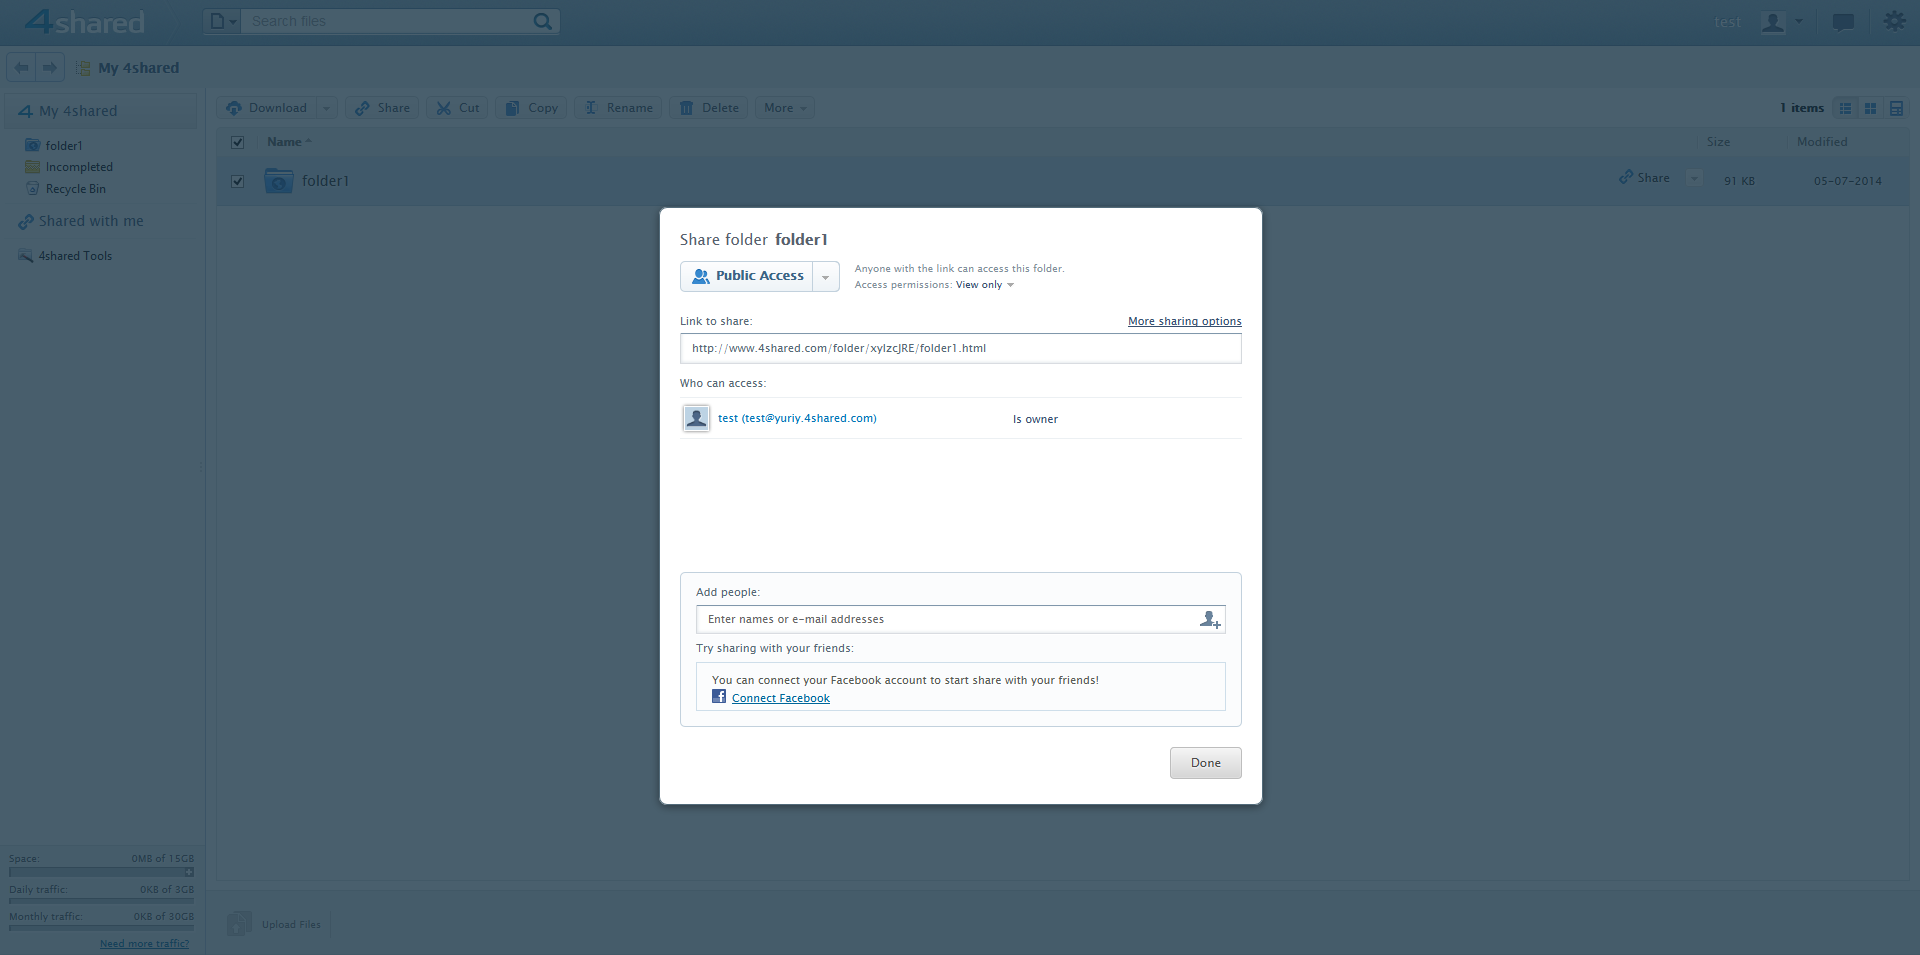 4shared
Search files
test
My 4shared
My 4shared
folder1
Incompleted
Recycle Bin
Shared with me
4shared Tools
Download
Share
Cut
Copy
Rename
Delete
More
1 items
Name
Size
Modified
folder1
Share
91 KB
05-07-2014
Share folder folder1
Public Access
Anyone with the link can access this folder.
Access permissions: View only
Link to share:
More sharing options
http://www.4shared.com/folder/xylzcJRE/folder1.html
Who can access:
test (test@yuriy.4shared.com)
Is owner
Add people:
Enter names or e-mail addresses
Try sharing with your friends:
You can connect your Facebook account to start share with your friends!
Connect Facebook
Done
Space:
0MB of 15GB
Daily traffic:
0KB of 3GB
Monthly traffic:
0KB of 30GB
Need more traffic?
Upload Files